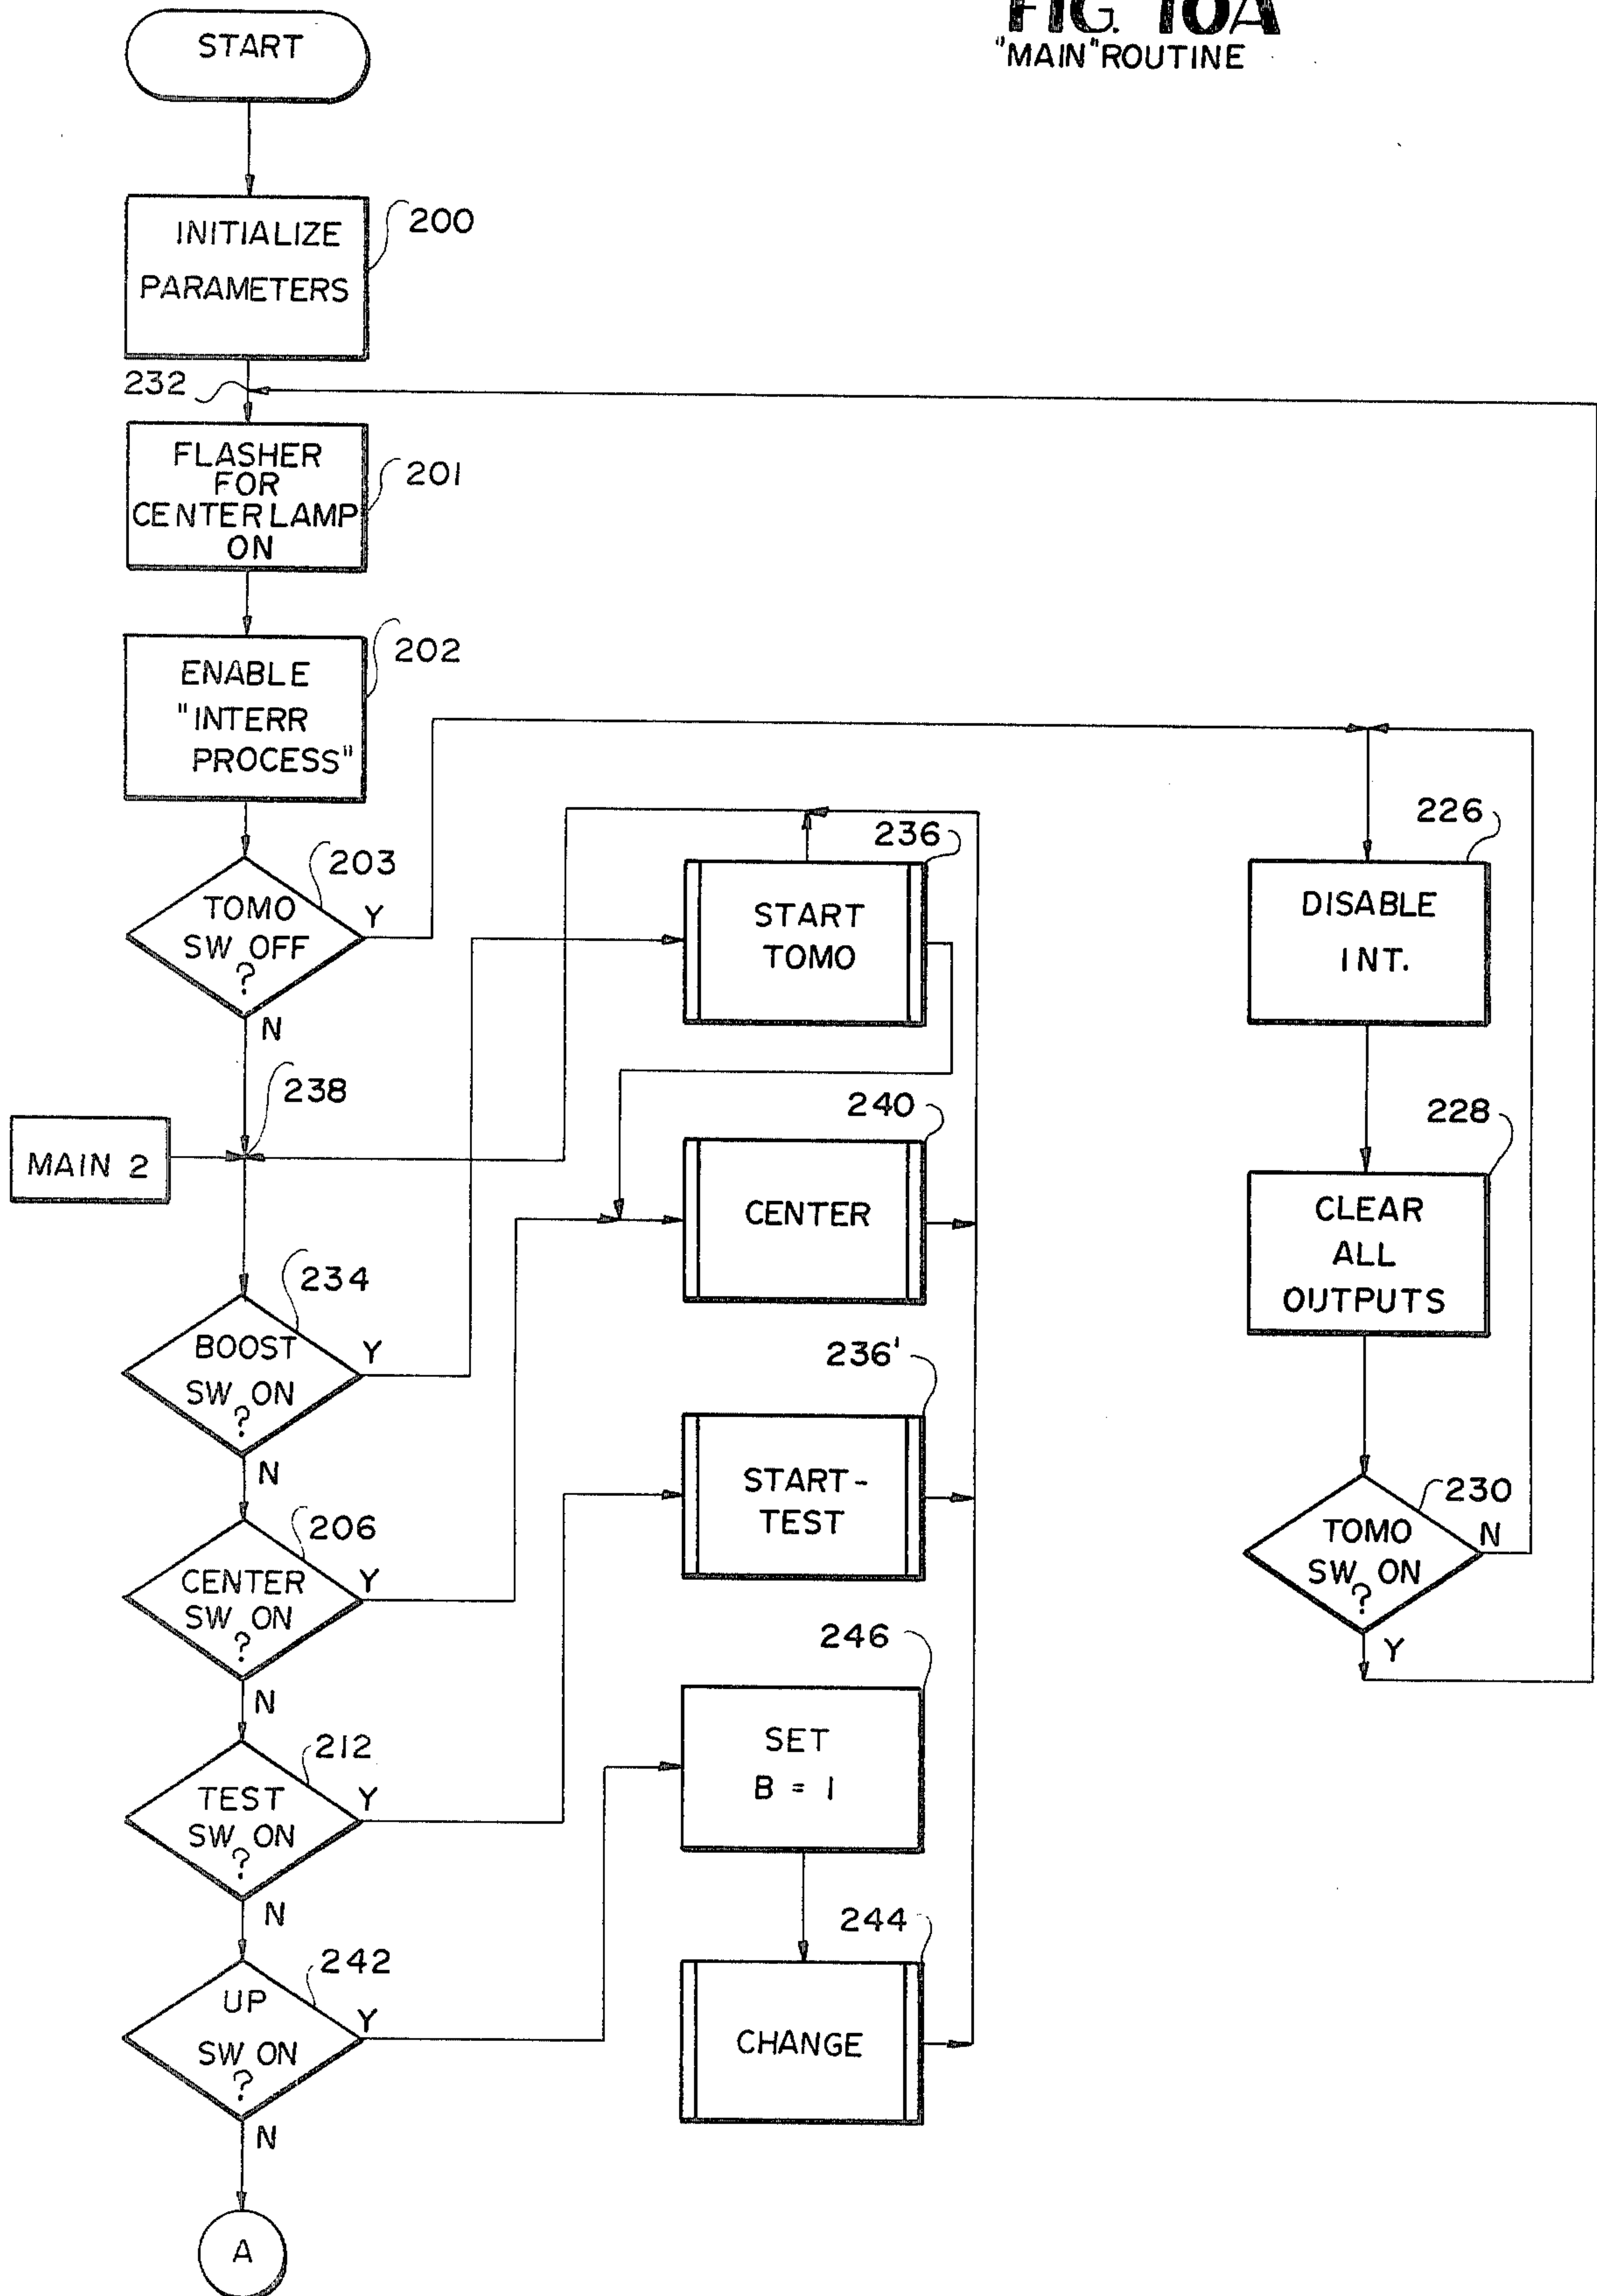 FIG. 10A
"MAIN" ROUTINE
START
INITIALIZE
PARAMETERS
200
232
FLASHER
FOR
CENTER LAMP
ON
201
ENABLE
"INTERR
PROCESS"
202
TOMO
SW OFF
?
203
Y
N
238
MAIN 2
BOOST
SW ON
?
234
Y
N
CENTER
SW ON
?
206
Y
N
TEST
SW ON
?
212
Y
N
UP
SW ON
?
242
Y
N
A
START
TOMO
236
CENTER
240
START-
TEST
236'
SET
B = 1
246
CHANGE
244
DISABLE
INT.
226
CLEAR
ALL
OUTPUTS
228
TOMO
SW ON
?
230
N
Y